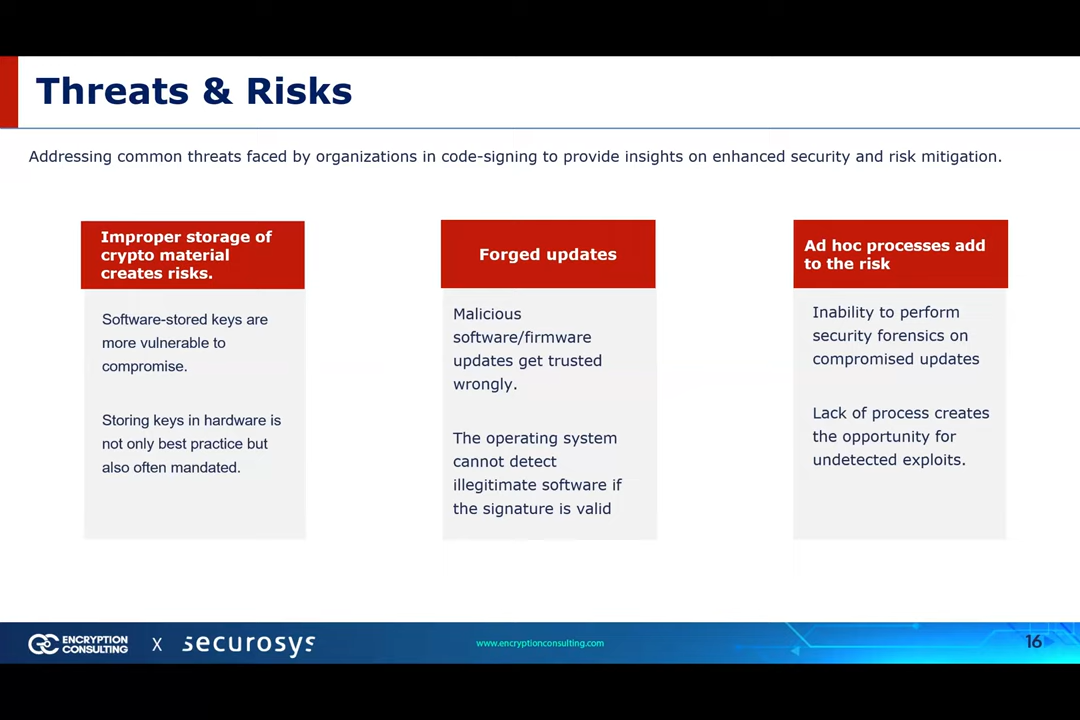 Threats & Risks
Addressing common threats faced by organizations in code-signing to provide insights on enhanced security and risk mitigation.
Improper storage of
crypto material
creates risks.
Software-stored keys are
more vulnerable to
compromise.
Storing keys in hardware is
not only best practice but
also often mandated.
Forged updates
Malicious
software/firmware
updates get trusted
wrongly.
The operating system
cannot detect
illegitimate software if
the signature is valid
Ad hoc processes add
to the risk
Inability to perform
security forensics on
compromised updates
Lack of process creates
the opportunity for
undetected exploits.
ENCRYPTION
CONSULTING
X
securosys
www.encryptionconsulting.com
16